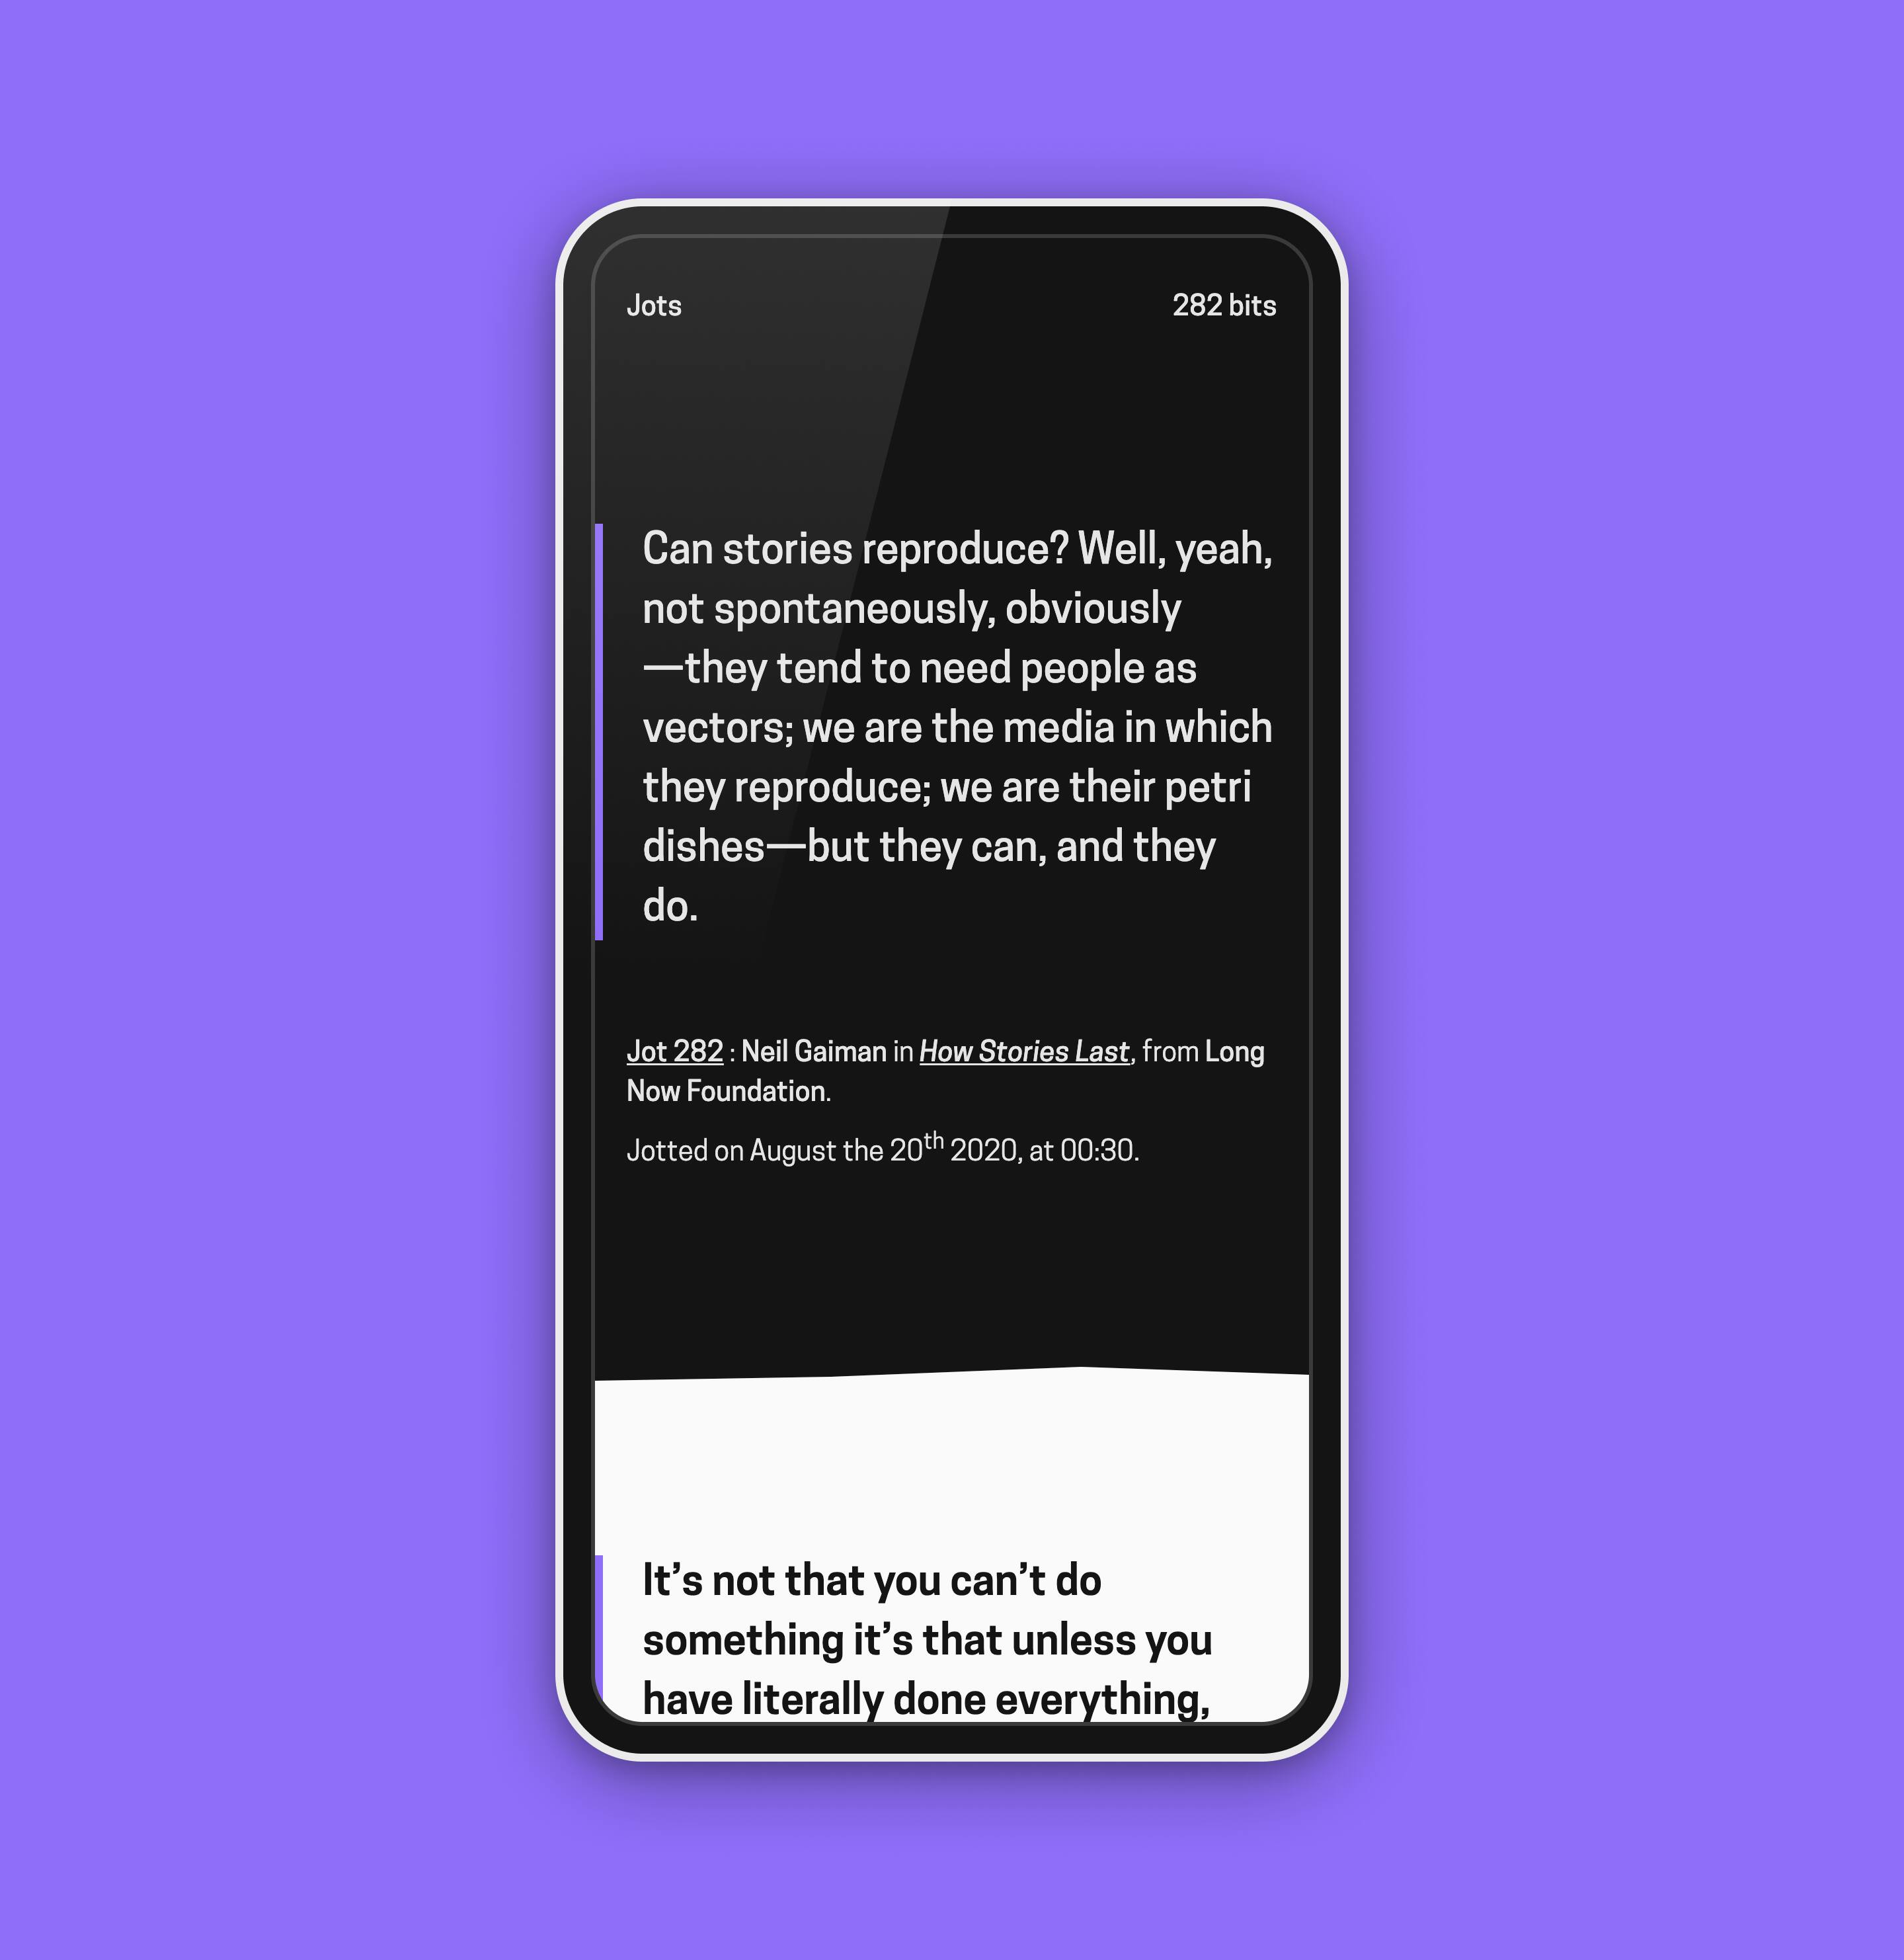 Jots
282 bits
Can stories reproduce? Well, yeah,
not spontaneously, obviously
—they tend to need people as
vectors; we are the media in which
they reproduce; we are their petri
dishes—but they can, and they
do.
Jot 282 : Neil Gaiman in How Stories Last, from Long
Now Foundation.
Jotted on August the 20th 2020, at 00:30.
It’s not that you can’t do
something it’s that unless you
have literally done everything,